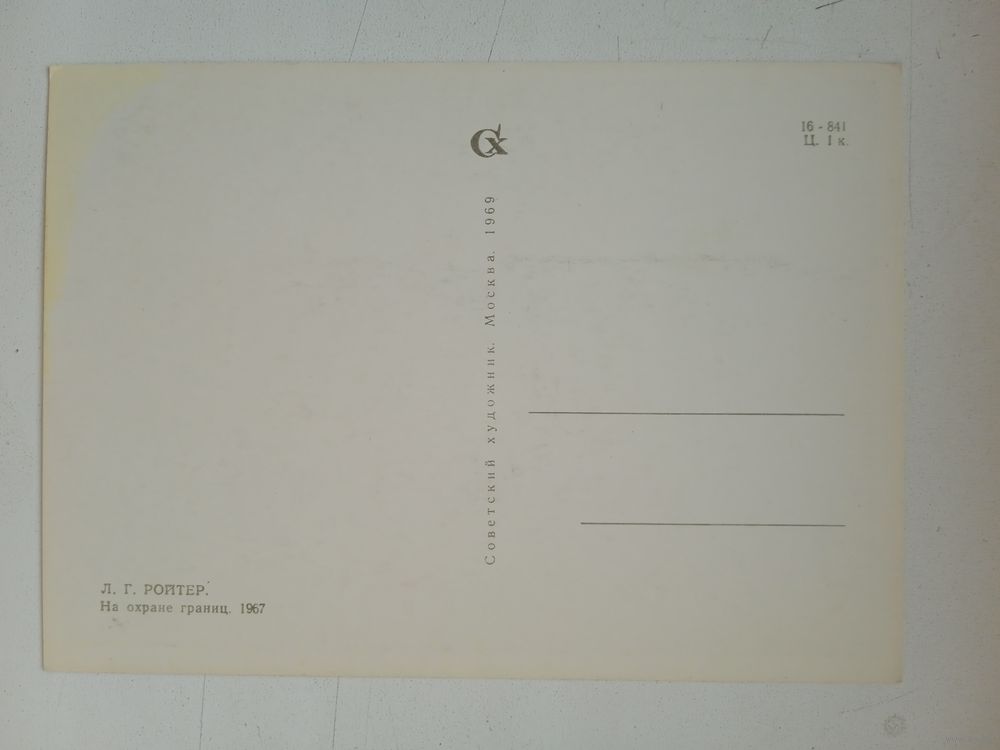 Сх
16 - 841
Ц. 1 к.
Советский художник. Москва. 1969
Л. Г. РОЙТЕР.
На охране границ. 1967